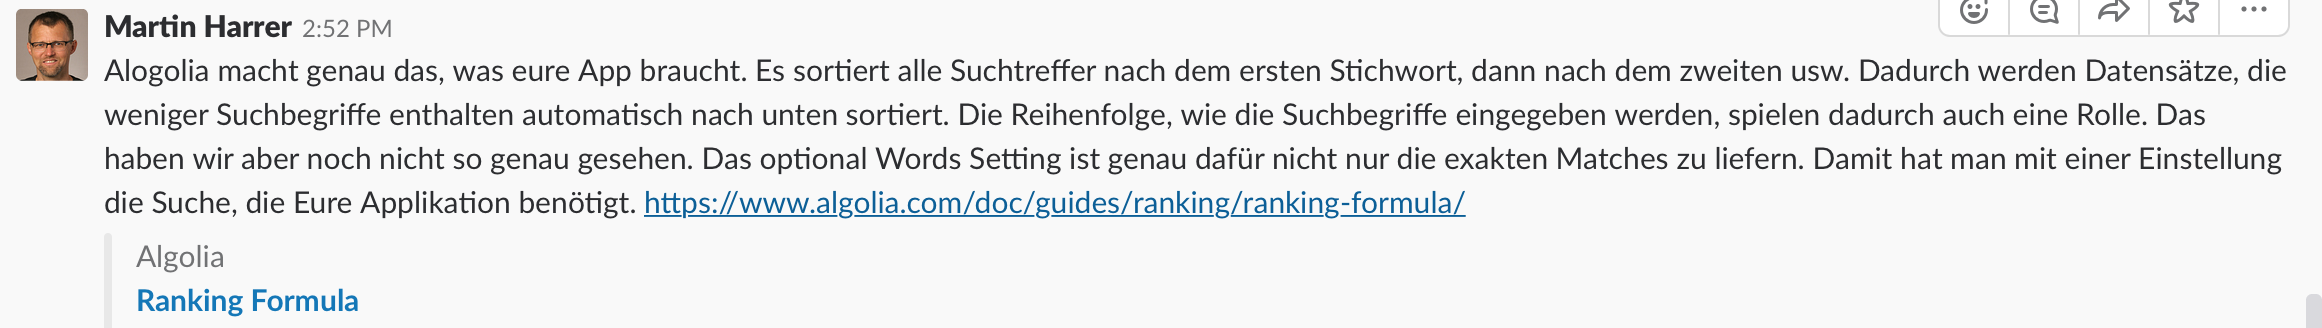 Martin Harrer 2:52 PM
Alogolia macht genau das, was eure App braucht. Es sortiert alle Suchtreffer nach dem ersten Stichwort, dann nach dem zweiten usw. Dadurch werden Datensätze, die
weniger Suchbegriffe enthalten automatisch nach unten sortiert. Die Reihenfolge, wie die Suchbegriffe eingegeben werden, spielen dadurch auch eine Rolle. Das
haben wir aber noch nicht so genau gesehen. Das optional Words Setting ist genau dafür nicht nur die exakten Matches zu liefern. Damit hat man mit einer Einstellung
die Suche, die Eure Applikation benötigt. https://www.algolia.com/doc/guides/ranking/ranking-formula/
Algolia
Ranking Formula